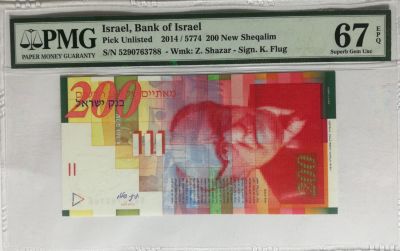 PMG
PAPER MONEY GUARANTY
Israel, Bank of Israel
Pick Unlisted 2014 / 5774 200 New Sheqalim
S/N 5290763788 - Wmk: Z. Shazar - Sign. K. Flug
67 EPQ
Superb Gem Unc
200
מאתיים
בנק ישראל
200